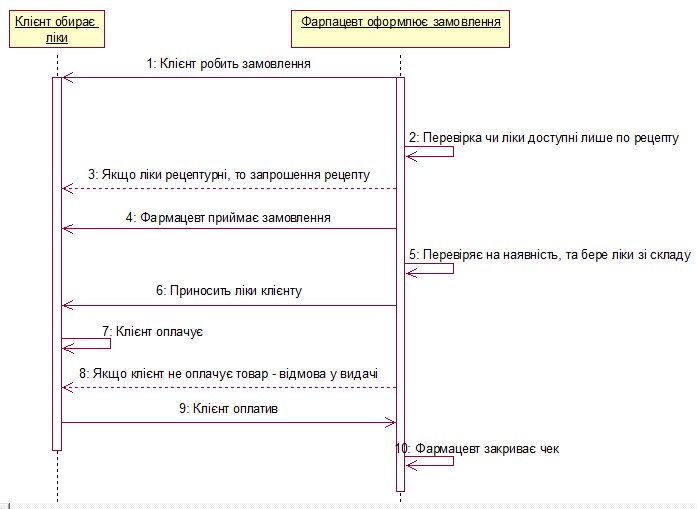 Клієнт обирає
ліки
Фарпацевт оформлює замовлення
1: Клієнт робить замовлення
2: Перевірка чи ліки доступні лише по рецепту
3: Якщо ліки рецептурні, то запрошення рецепту
4: Фармацевт приймає замовлення
5: Перевіряє на наявність, та бере ліки зі складу
6: Приносить ліки клієнту
7: Клієнт оплачує
8: Якщо клієнт не оплачує товар - відмова у видачі
9: Клієнт оплатив
10: Фармацевт закриває чек